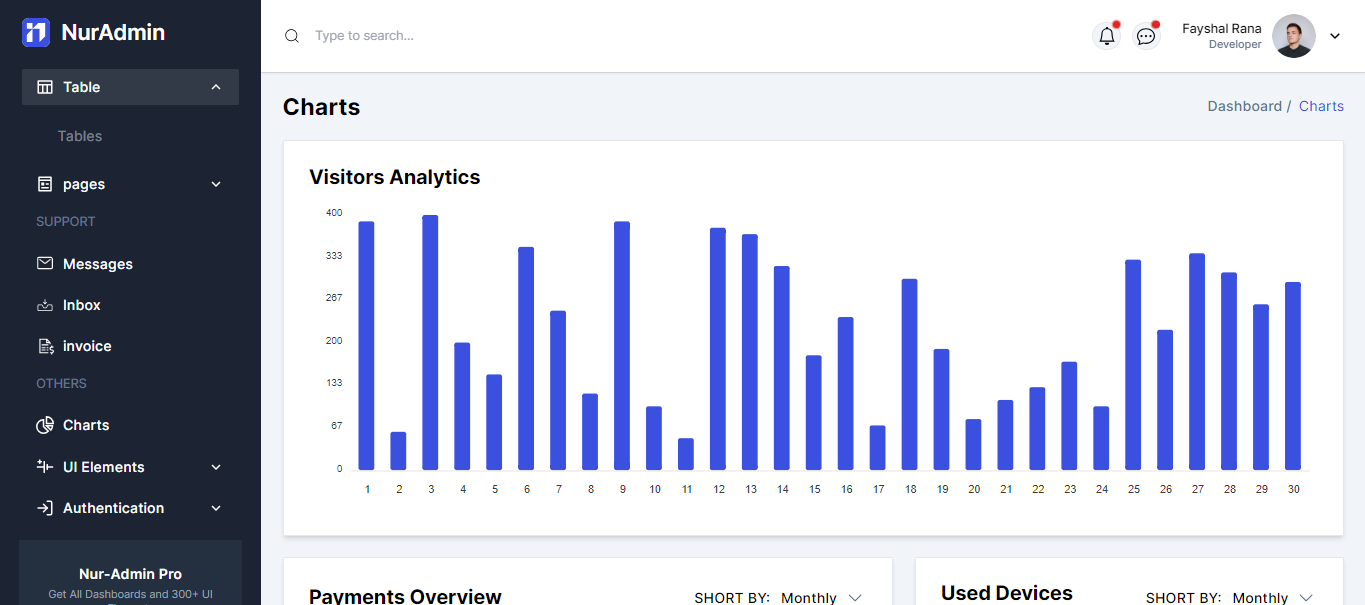 NurAdmin
Table
Tables
pages
SUPPORT
Messages
Inbox
invoice
OTHERS
Charts
UI Elements
Authentication
Nur-Admin Pro
Get All Dashboards and 300+ UI
Type to search...
Fayshal Rana
Developer
Charts
Dashboard / Charts
Visitors Analytics
400
333
267
200
133
67
0
1 2 3 4 5 6 7 8 9 10 11 12 13 14 15 16 17 18 19 20 21 22 23 24 25 26 27 28 29 30
Payments Overview
SHORT BY: Monthly
Used Devices
SHORT BY: Monthly